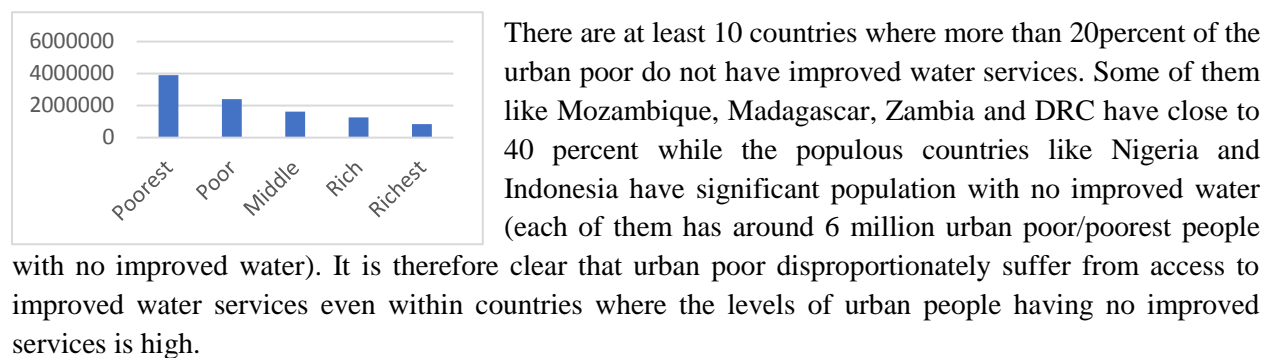 6000000
4000000
2000000
0
Poorest
Poor
Middle
Rich
Richest
There are at least 10 countries where more than 20percent of the
urban poor do not have improved water services. Some of them
like Mozambique, Madagascar, Zambia and DRC have close to
40 percent while the populous countries like Nigeria and
Indonesia have significant population with no improved water
(each of them has around 6 million urban poor/poorest people
with no improved water). It is therefore clear that urban poor disproportionately suffer from access to
improved water services even within countries where the levels of urban people having no improved
services is high.